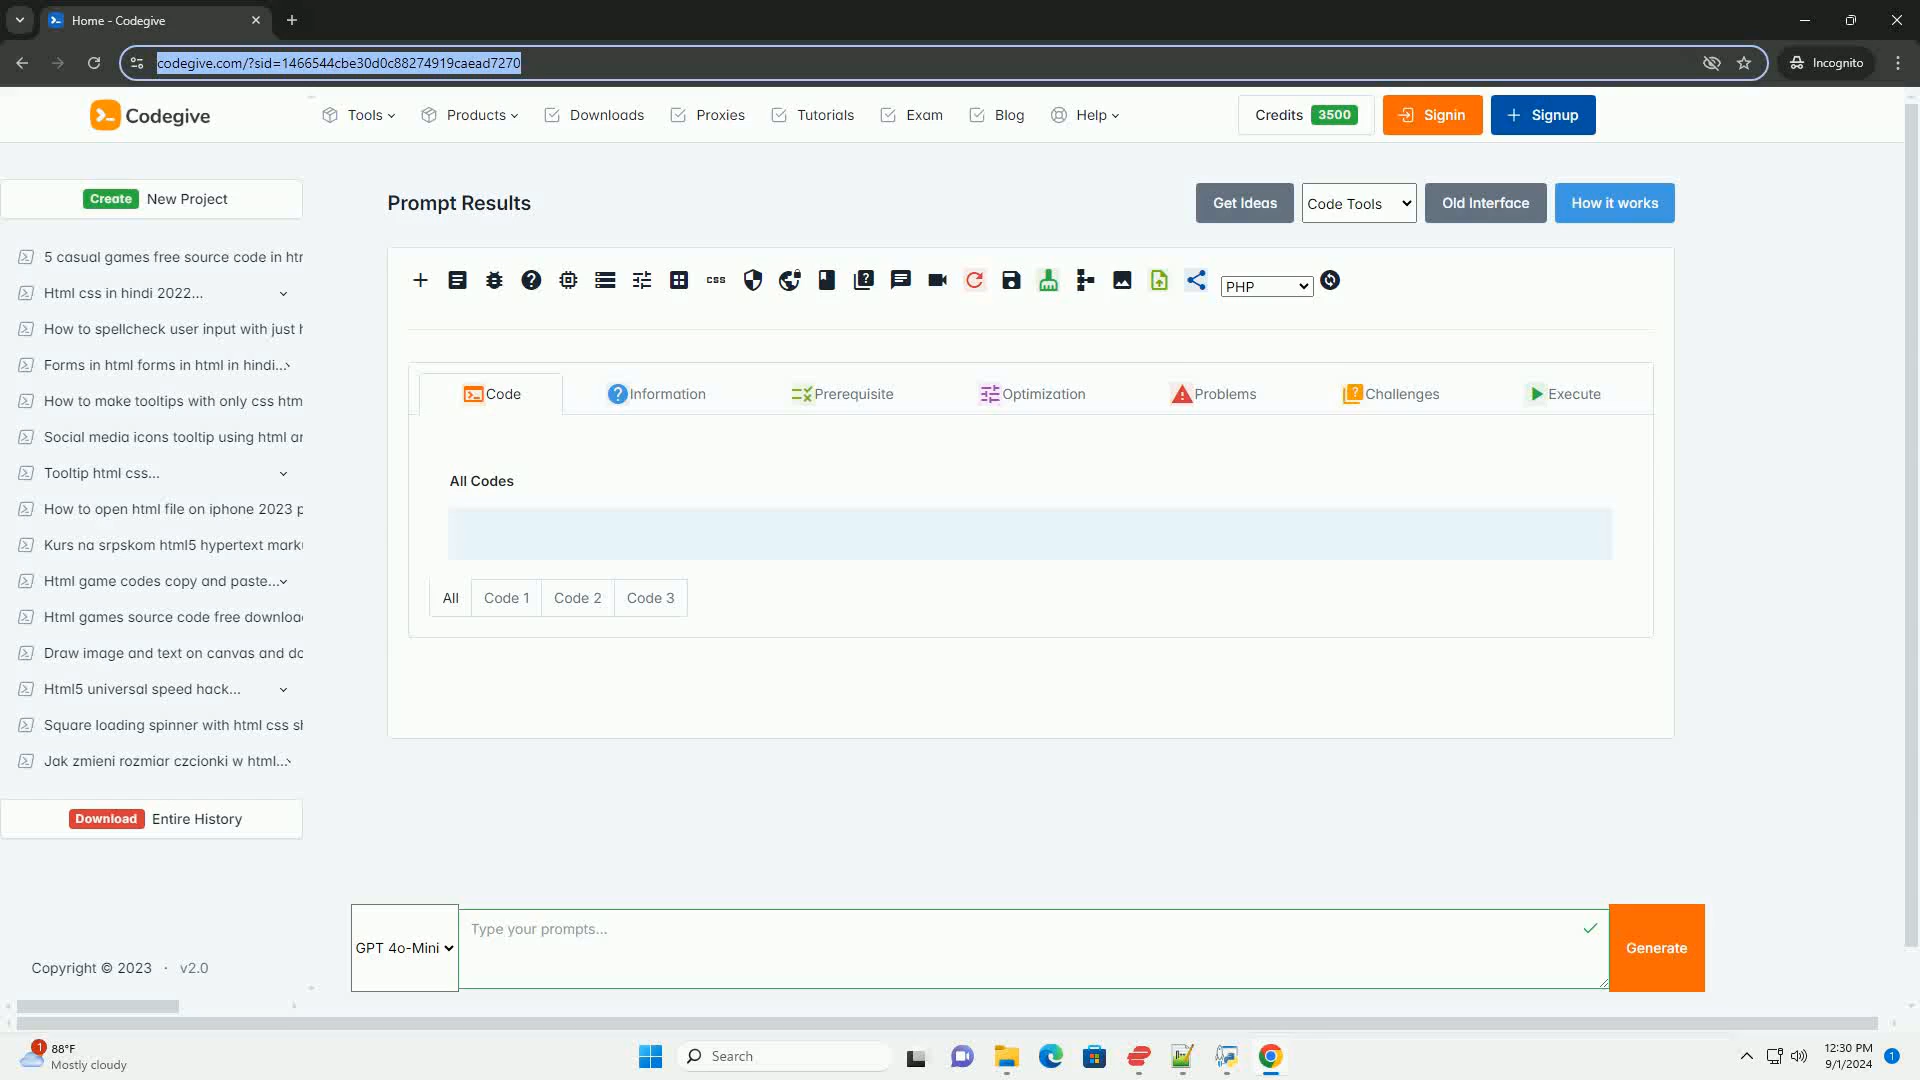 Home - Codegive
codegive.com/?sid=1466544cbe30d0c88274919caead7270
Incognito
Codegive
Tools
Products
Downloads
Proxies
Tutorials
Exam
Blog
Help
Credits 3500
Signin
Signup
Create New Project
Prompt Results
Get Ideas
Code Tools
Old Interface
How it works
5 casual games free source code in htr
Html css in hindi 2022...
How to spellcheck user input with just h
Forms in html forms in html in hindi...
How to make tooltips with only css htm
Social media icons tooltip using html ar
Tooltip html css...
How to open html file on iphone 2023 p
Kurs na srpskom html5 hypertext marku
Html game codes copy and paste...
Html games source code free downloa
Draw image and text on canvas and do
Html5 universal speed hack...
Square loading spinner with html css sh
Jak zmieni rozmiar czcionki w html...
Download Entire History
css
PHP
Code
Information
Prerequisite
Optimization
Problems
Challenges
Execute
All Codes
All
Code 1
Code 2
Code 3
GPT 4o-Mini
Type your prompts...
Generate
Copyright © 2023 · v2.0
1
88°F
Mostly cloudy
Search
12:30 PM
9/1/2024
1